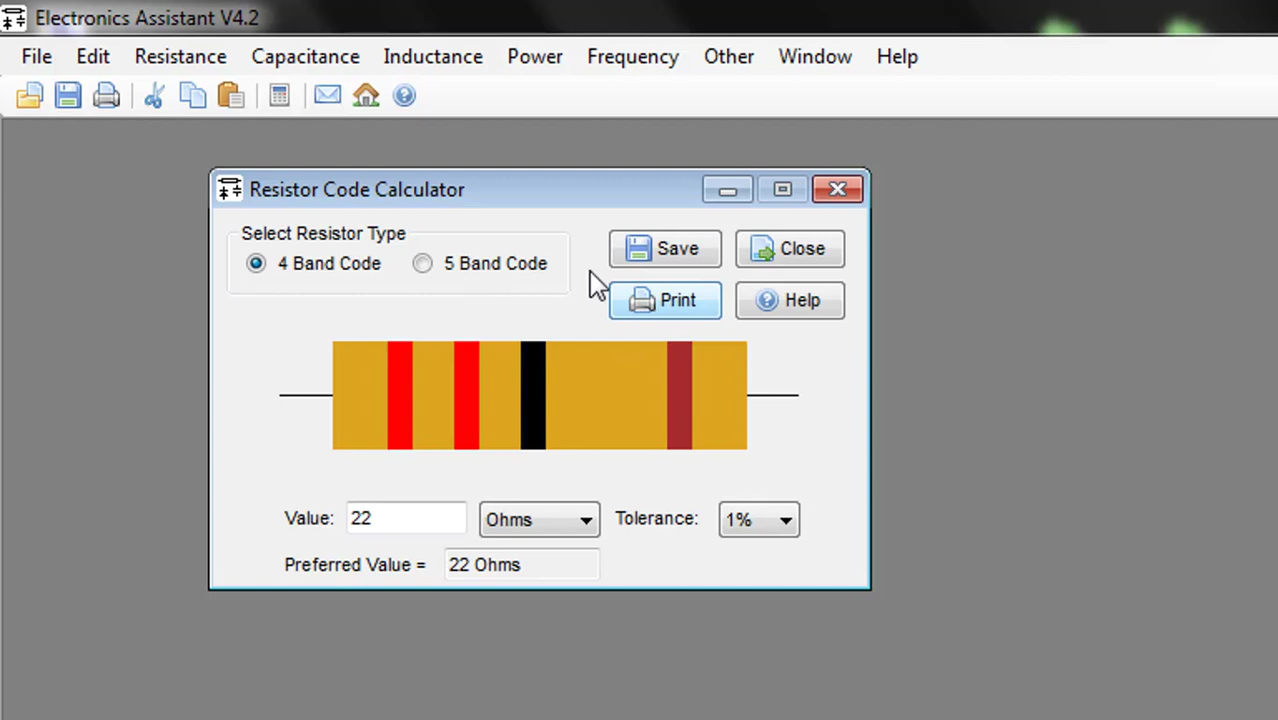 Electronics Assistant V4.2
File Edit Resistance Capacitance Inductance Power Frequency Other Window Help
Resistor Code Calculator
Select Resistor Type
4 Band Code 5 Band Code
Save Close
Print Help
Value: 22 Ohms Tolerance: 1%
Preferred Value = 22 Ohms